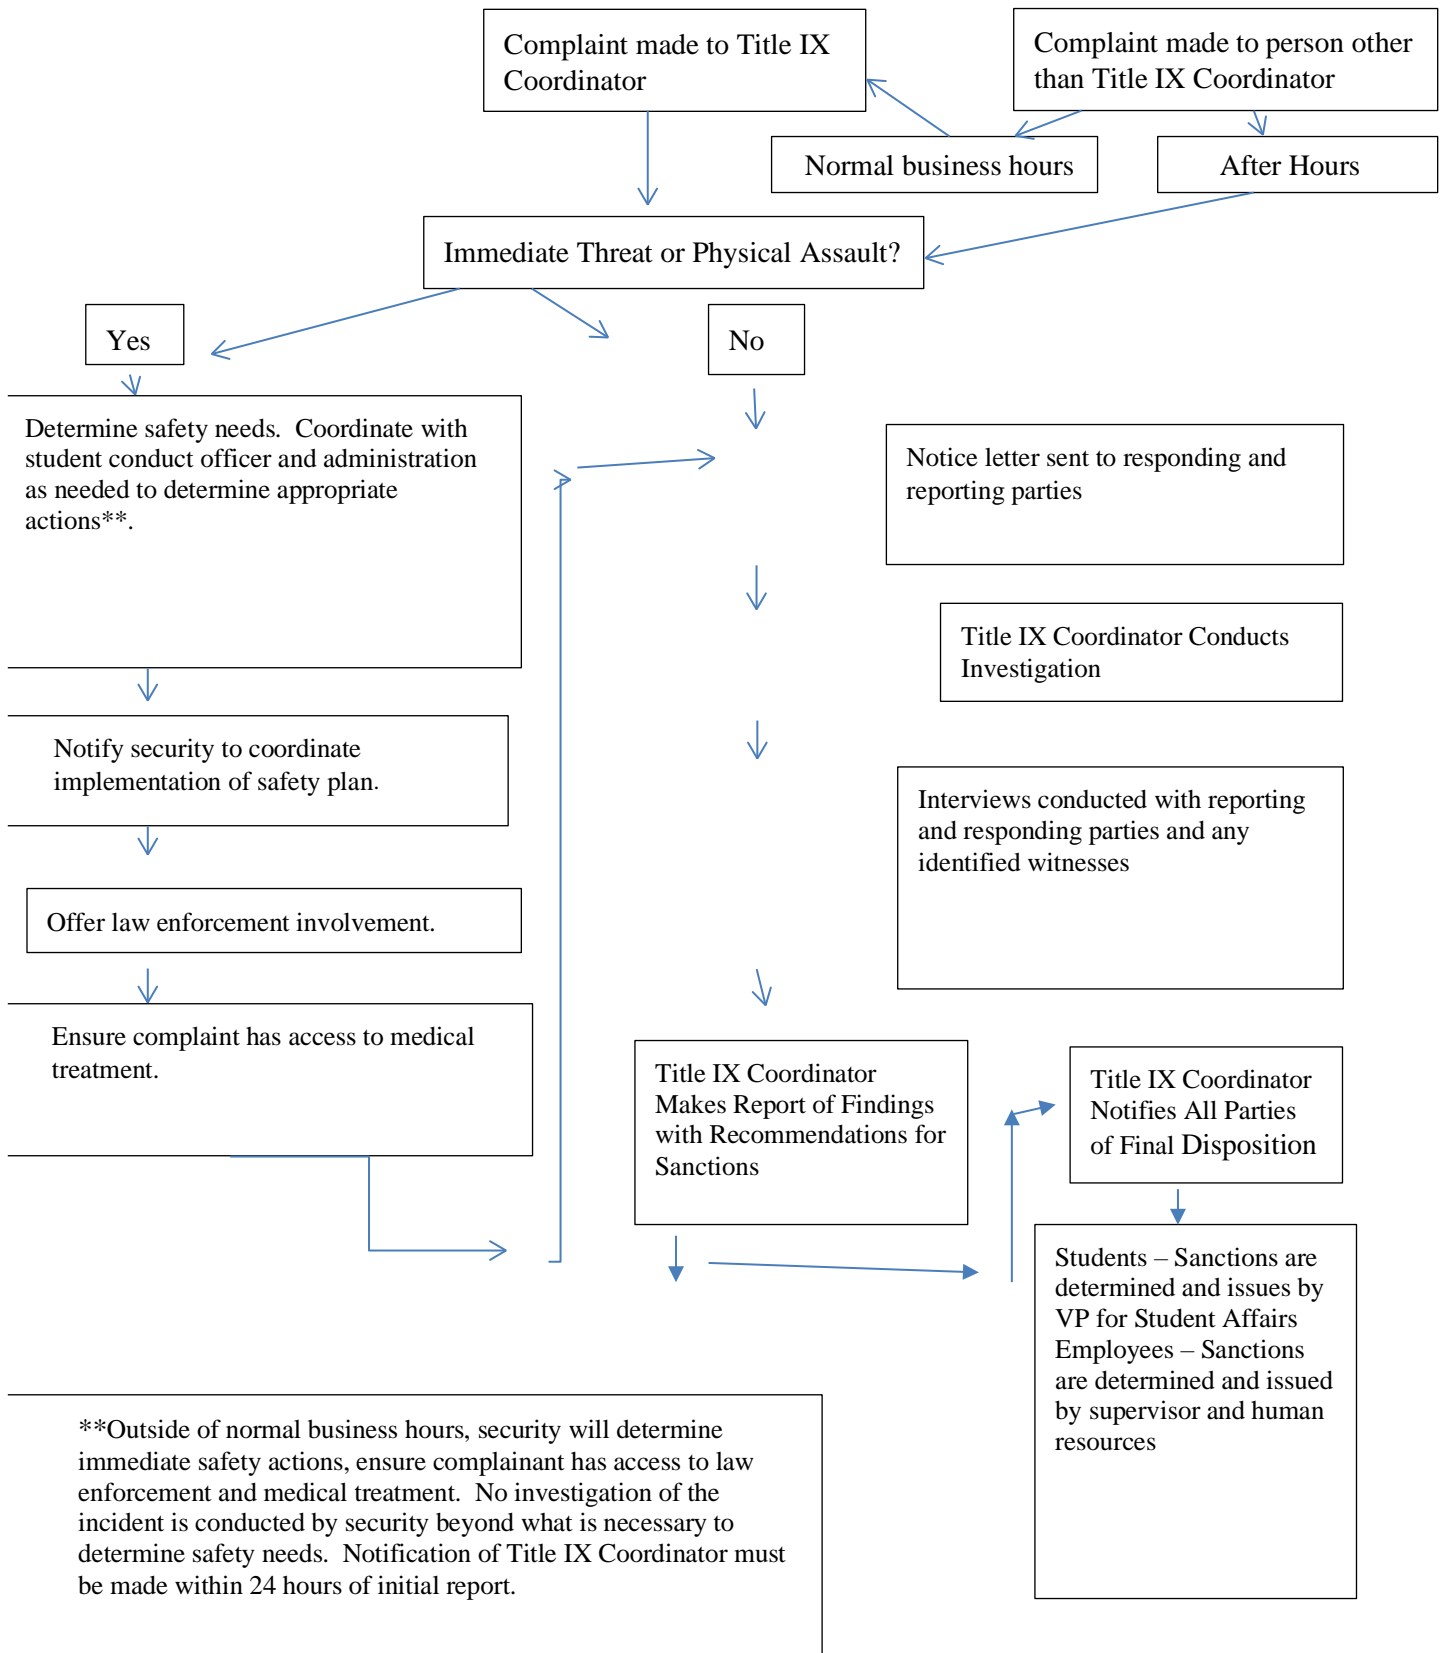 Complaint made to Title IX
Coordinator
Complaint made to person other
than Title IX Coordinator
Normal business hours
After Hours
Immediate Threat or Physical Assault?
Yes
No
Determine safety needs.  Coordinate with
student conduct officer and administration
as needed to determine appropriate
actions**.
Notice letter sent to responding and
reporting parties
Title IX Coordinator Conducts
Investigation
Notify security to coordinate
implementation of safety plan.
Interviews conducted with reporting
and responding parties and any
identified witnesses
Offer law enforcement involvement.
Ensure complaint has access to medical
treatment.
Title IX Coordinator
Makes Report of Findings
with Recommendations for
Sanctions
Title IX Coordinator
Notifies All Parties
of Final Disposition
Students – Sanctions are
determined and issues by
VP for Student Affairs
Employees – Sanctions
are determined and issued
by supervisor and human
resources
**Outside of normal business hours, security will determine
immediate safety actions, ensure complainant has access to law
enforcement and medical treatment.  No investigation of the
incident is conducted by security beyond what is necessary to
determine safety needs.  Notification of Title IX Coordinator must
be made within 24 hours of initial report.